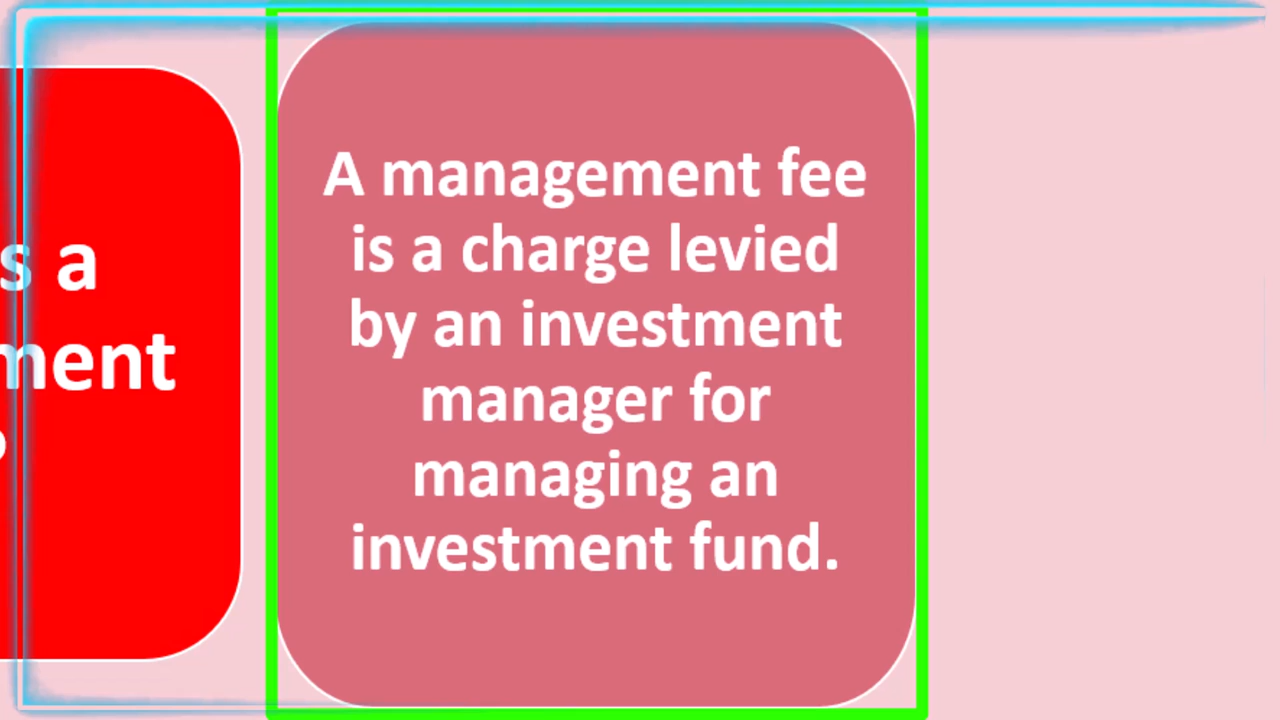 s a
ment
?
A management fee
is a charge levied
by an investment
manager for
managing an
investment fund.